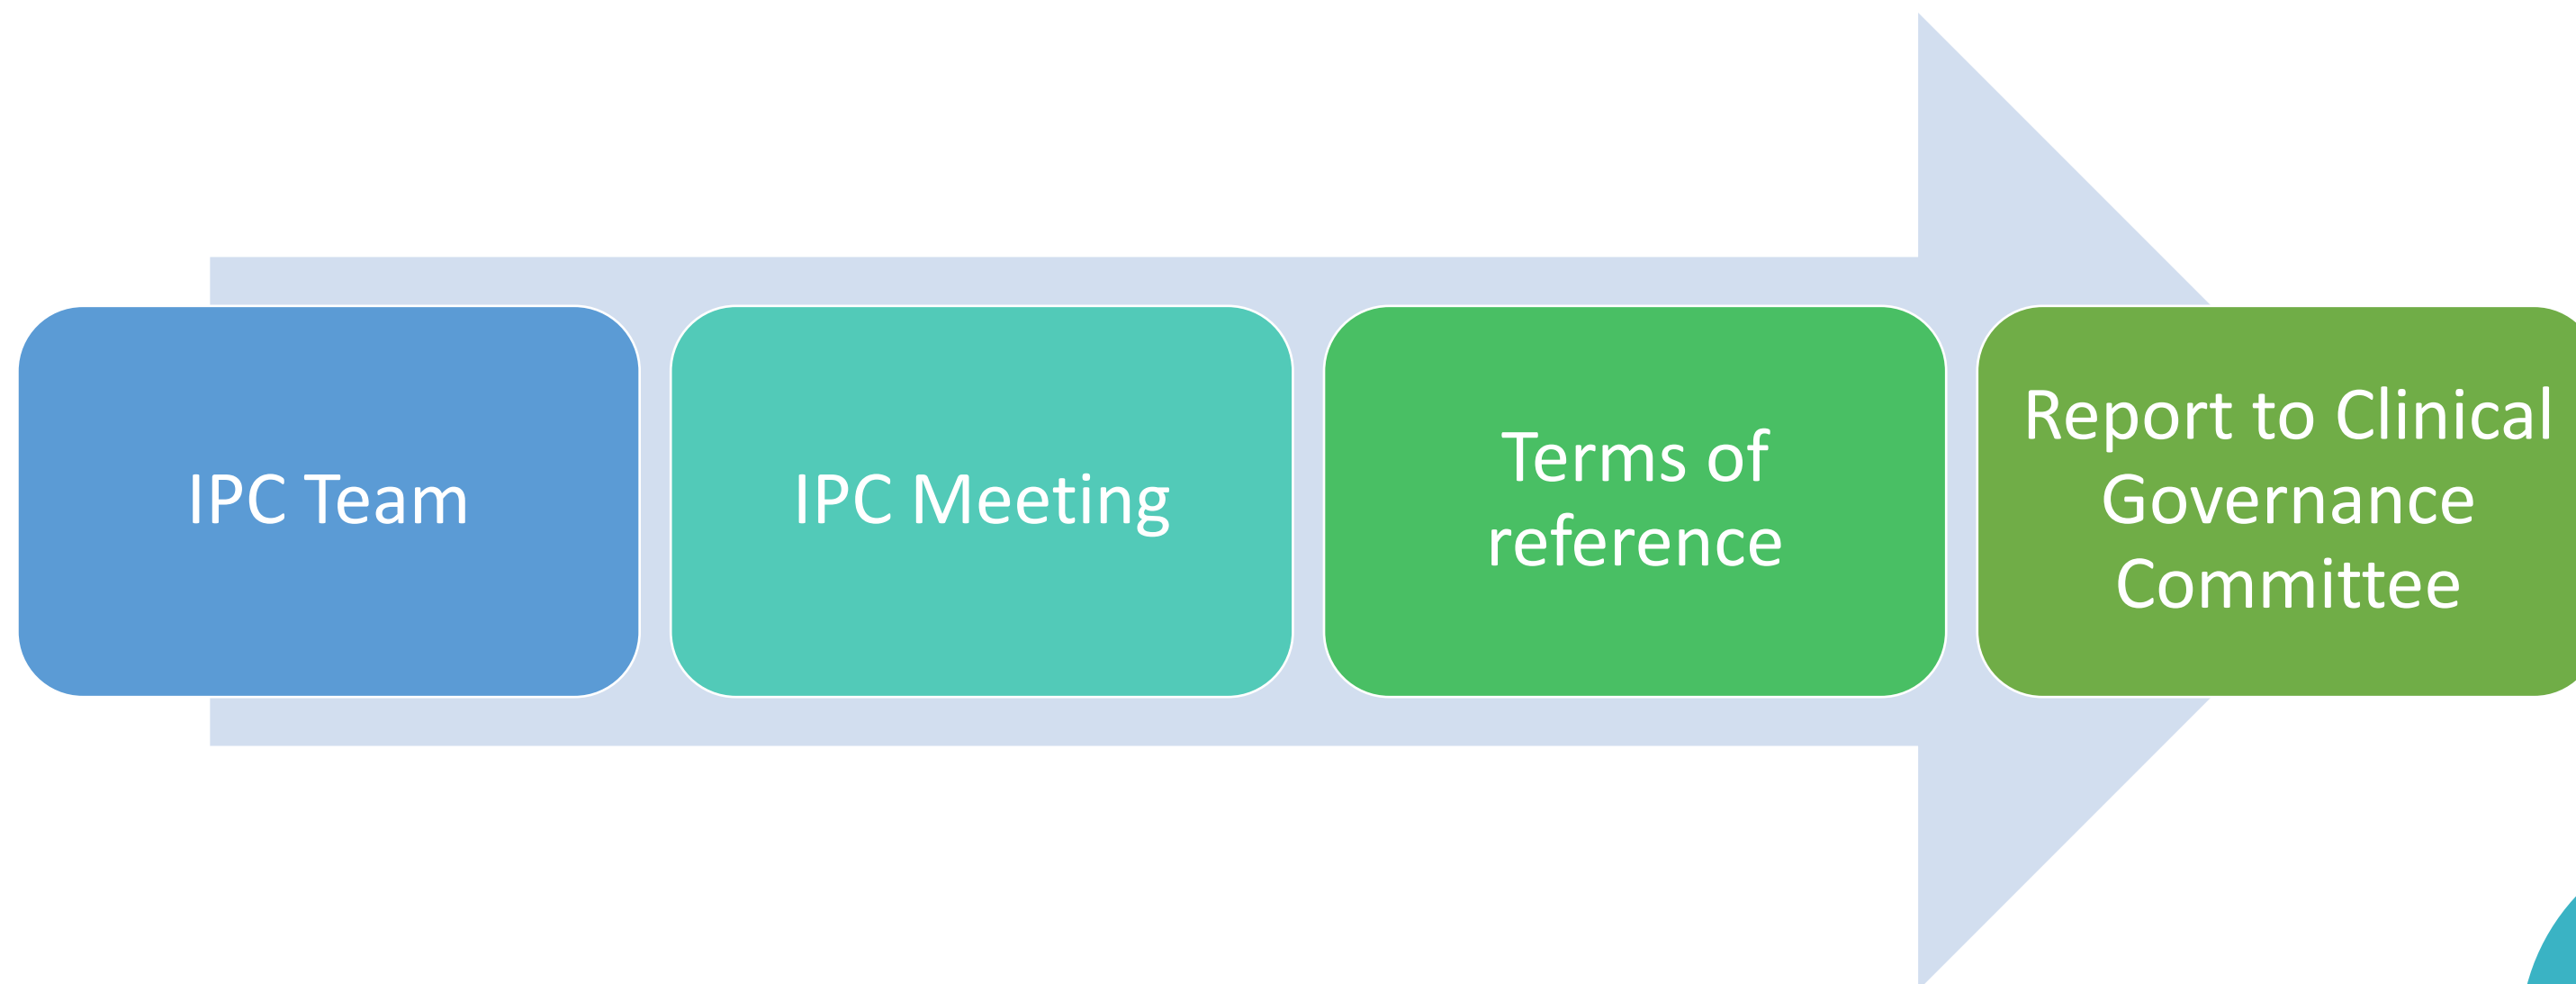 IPC Team
IPC Meeting
Terms of
reference
Report to Clinical
Governance
Committee